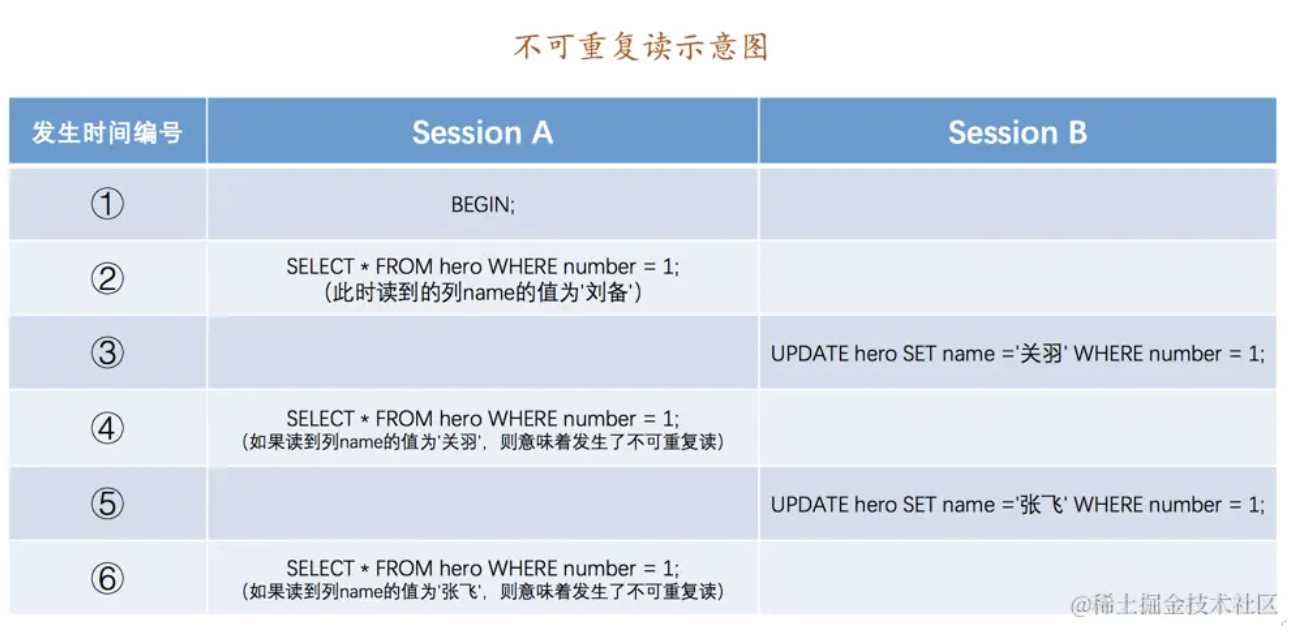 不可重复读示意图
发生时间编号 Session A Session B
① BEGIN;
② SELECT * FROM hero WHERE number = 1;
（此时读到的列name的值为'刘备'）
③ UPDATE hero SET name ='关羽' WHERE number = 1;
④ SELECT * FROM hero WHERE number = 1;
（如果读到列name的值为'关羽'，则意味着发生了不可重复读）
⑤ UPDATE hero SET name ='张飞' WHERE number = 1;
⑥ SELECT * FROM hero WHERE number = 1;
（如果读到列name的值为'张飞'，则意味着发生了不可重复读）
@稀土掘金技术社区